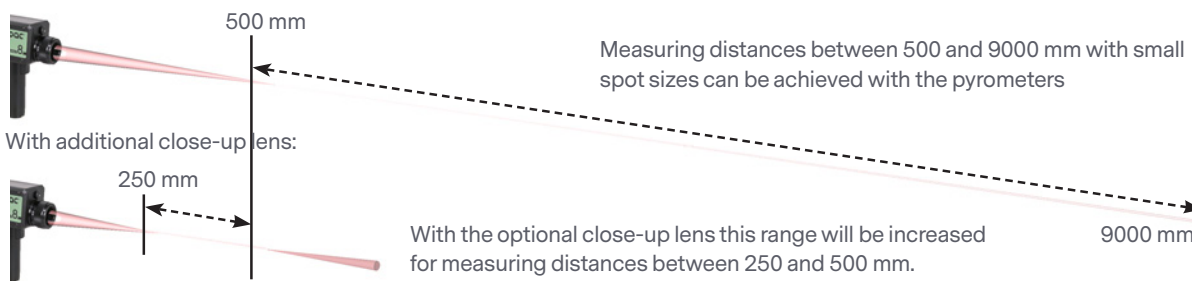 500 mm
Measuring distances between 500 and 9000 mm with small
spot sizes can be achieved with the pyrometers
With additional close-up lens:
250 mm
With the optional close-up lens this range will be increased
for measuring distances between 250 and 500 mm.
9000 mm